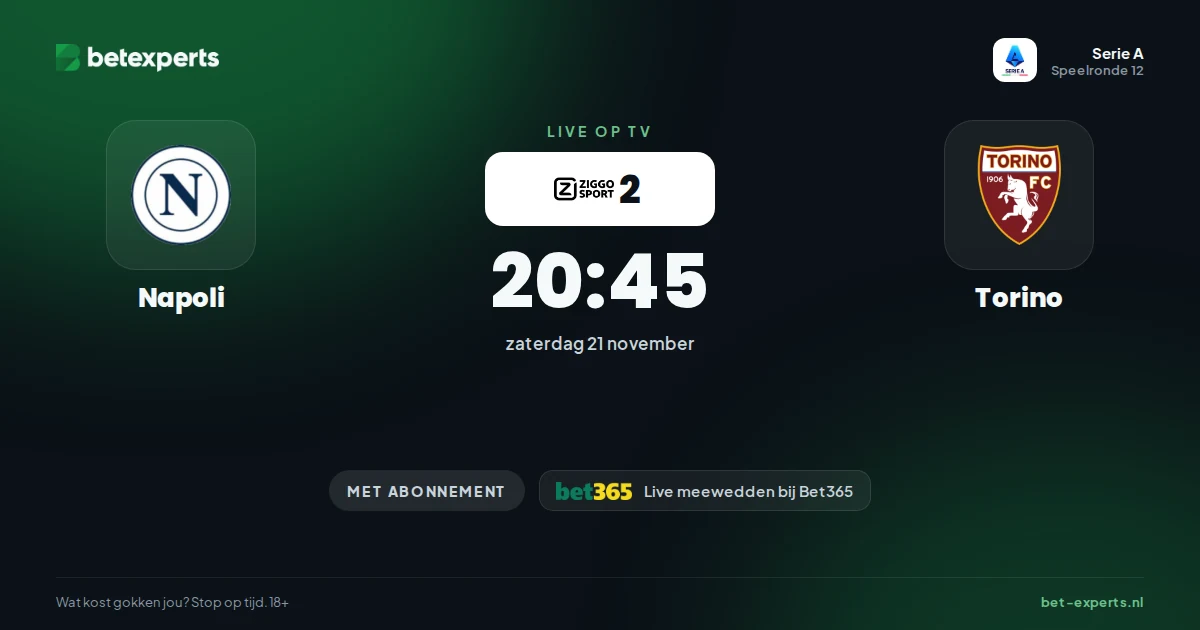 betexperts
Serie A
Speelronde 12
SERIE A
LIVE OP TV
ZIGGO
SPORT 2
N
TORINO
1906 FC
20:45
Napoli
Torino
zaterdag 21 november
MET ABONNEMENT
bet365 Live meewedden bij Bet365
Wat kost gokken jou? Stop op tijd. 18+
bet-experts.nl